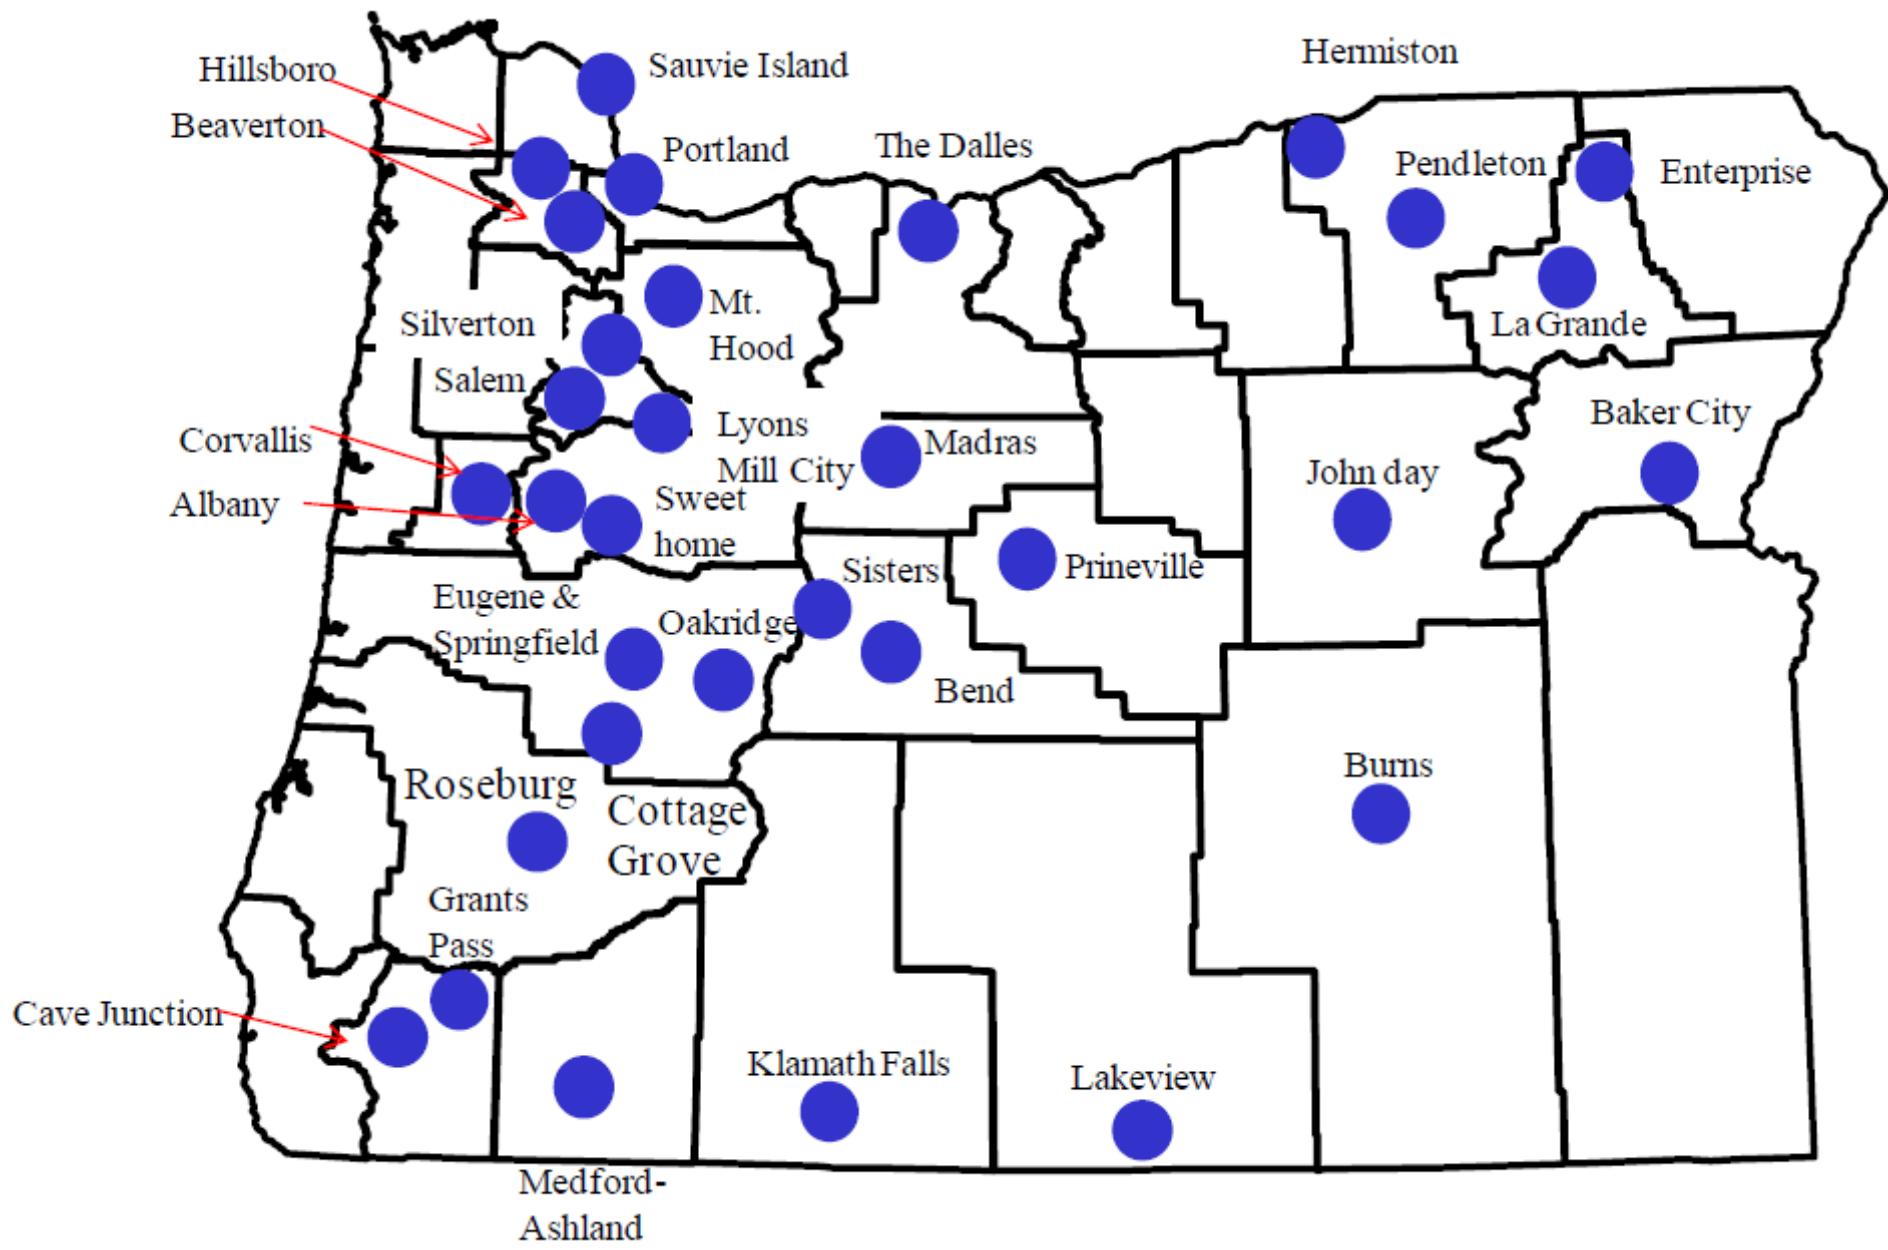 Hermiston
Sauvie Island
Hillsboro
Beaverton
Portland
The Dalles
Pendleton
Enterprise
Mt.
Hood
Silverton
La Grande
Salem
Baker City
Lyons
Mill City
Corvallis
Madras
John day
Albany
Sweet
home
Sisters
Prineville
Eugene &
Springfield
Oakridge
Bend
Burns
Roseburg
Cottage
Grove
Grants
Pass
Cave Junction
Klamath Falls
Lakeview
Medford-
Ashland